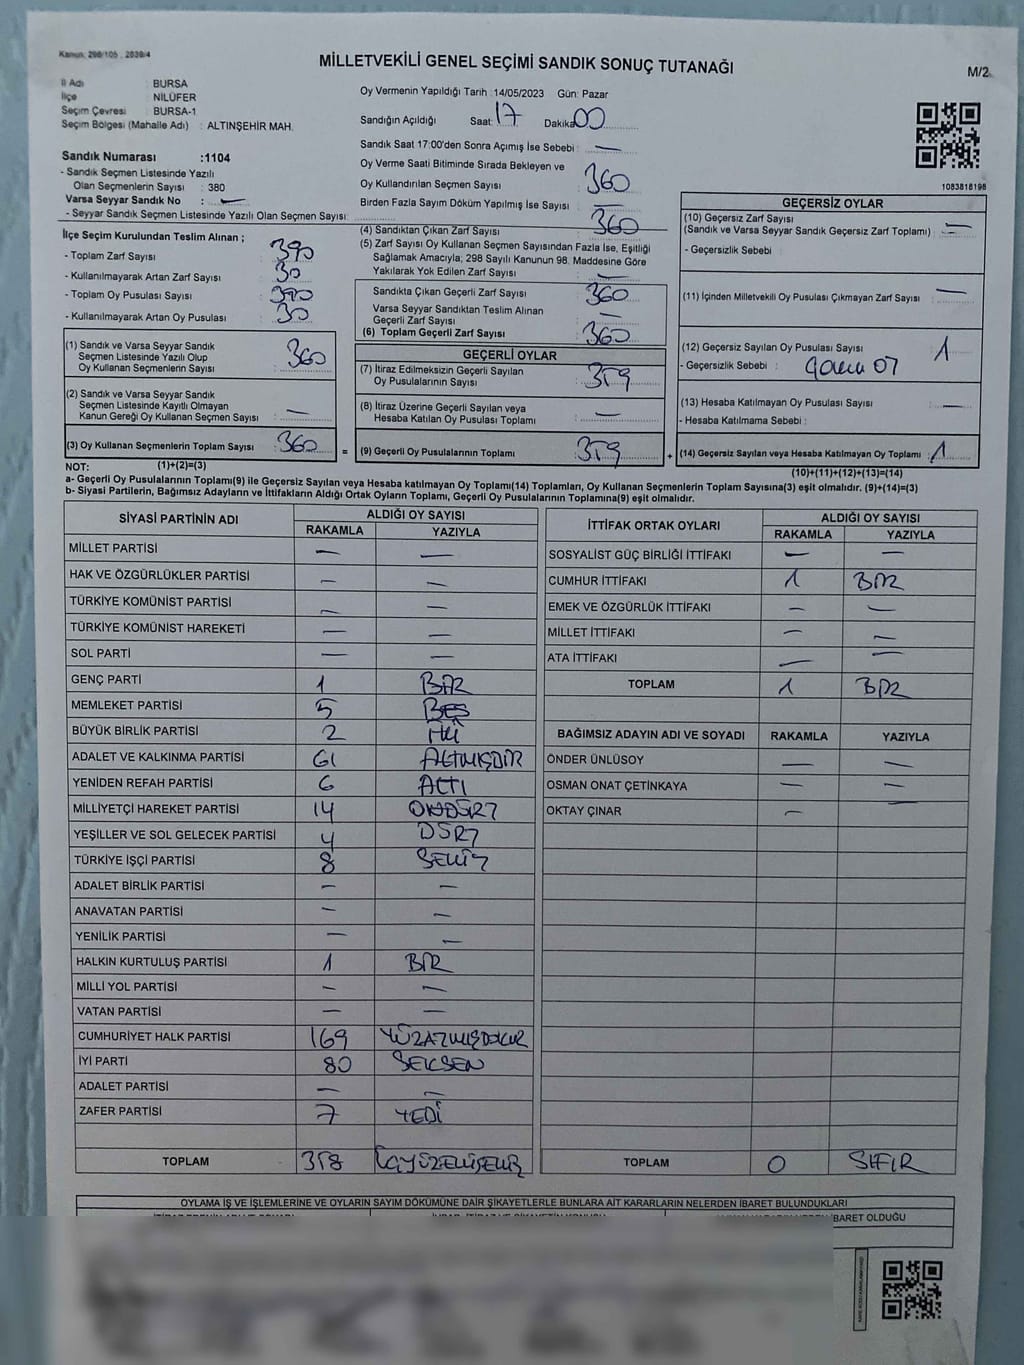 Kanun: 298/105 , 2839/4
MİLLETVEKİLİ GENEL SEÇİMİ SANDIK SONUÇ TUTANAĞI
M/2
İl Adı : BURSA
İlçe : NİLÜFER
Seçim Çevresi : BURSA-1
Seçim Bölgesi (Mahalle Adı) : ALTINŞEHİR MAH.
Sandık Numarası :1104
- Sandık Seçmen Listesinde Yazılı
Olan Seçmenlerin Sayısı : 380
Varsa Seyyar Sandık No : —
- Seyyar Sandık Seçmen Listesinde Yazılı Olan Seçmen Sayısı:
İlçe Seçim Kurulundan Teslim Alınan ;
- Toplam Zarf Sayısı : 390
- Kullanılmayarak Artan Zarf Sayısı : 30
- Toplam Oy Pusulası Sayısı : 390
- Kullanılmayarak Artan Oy Pusulası : 30
Oy Vermenin Yapıldığı Tarih :14/05/2023 Gün: Pazar
Sandığın Açıldığı Saat: 17 Dakika: 00
Sandık Saat 17:00'den Sonra Açımış İse Sebebi : —
Oy Verme Saati Bitiminde Sırada Bekleyen ve
Oy Kullandırılan Seçmen Sayısı : 360
Birden Fazla Sayım Döküm Yapılmış İse Sayısı : —
(4) Sandıktan Çıkan Zarf Sayısı : 360
(5) Zarf Sayısı Oy Kullanan Seçmen Sayısından Fazla İse, Eşitliği
Sağlamak Amacıyla; 298 Sayılı Kanunun 98. Maddesine Göre
Yakılarak Yok Edilen Zarf Sayısı : —
Sandıkta Çıkan Geçerli Zarf Sayısı : 360
Varsa Seyyar Sandıktan Teslim Alınan
Geçerli Zarf Sayısı : —
(6) Toplam Geçerli Zarf Sayısı : 360
1083818198
GEÇERSİZ OYLAR
(10) Geçersiz Zarf Sayısı
(Sandık ve Varsa Seyyar Sandık Geçersiz Zarf Toplamı) : —
- Geçersizlik Sebebi :
(11) İçinden Milletvekili Oy Pusulası Çıkmayan Zarf Sayısı : —
(12) Geçersiz Sayılan Oy Pusulası Sayısı : 1
- Geçersizlik Sebebi :
(13) Hesaba Katılmayan Oy Pusulası Sayısı : —
- Hesaba Katılmama Sebebi :
(14) Geçersiz Sayılan veya Hesaba Katılmayan Oy Toplamı : 1
(10)+(11)+(12)+(13)=(14)
(1) Sandık ve Varsa Seyyar Sandık
Seçmen Listesinde Yazılı Olup
Oy Kullanan Seçmenlerin Sayısı : 360
(2) Sandık ve Varsa Seyyar Sandık
Seçmen Listesinde Kayıtlı Olmayan
Kanun Gereği Oy Kullanan Seçmen Sayısı : —
(3) Oy Kullanan Seçmenlerin Toplam Sayısı : 360 =
GEÇERLİ OYLAR
(7) İtiraz Edilmeksizin Geçerli Sayılan
Oy Pusulalarının Sayısı : 359
(8) İtiraz Üzerine Geçerli Sayılan veya
Hesaba Katılan Oy Pusulası Toplamı : —
(9) Geçerli Oy Pusulalarının Toplamı : 359 +
NOT: (1)+(2)=(3)
a- Geçerli Oy Pusulalarının Toplamı(9) ile Geçersiz Sayılan veya Hesaba katılmayan Oy Toplamı(14) Toplamları, Oy Kullanan Seçmenlerin Toplam Sayısına(3) eşit olmalıdır. (9)+(14)=(3)
b- Siyasi Partilerin, Bağımsız Adayların ve İttifakların Aldığı Ortak Oyların Toplamı, Geçerli Oy Pusulalarının Toplamına(9) eşit olmalıdır.
SİYASİ PARTİNİN ADI ALDIĞI OY SAYISI
RAKAMLA YAZIYLA
MİLLET PARTİSİ — —
HAK VE ÖZGÜRLÜKLER PARTİSİ — —
TÜRKİYE KOMÜNİST PARTİSİ — —
TÜRKİYE KOMÜNİST HAREKETİ — —
SOL PARTİ — —
GENÇ PARTİ 1 BİR
MEMLEKET PARTİSİ 5 BEŞ
BÜYÜK BİRLİK PARTİSİ 2 İKİ
ADALET VE KALKINMA PARTİSİ 61 ALTMIŞBİR
YENİDEN REFAH PARTİSİ 6 ALTI
MİLLİYETÇİ HAREKET PARTİSİ 14 ONDÖRT
YEŞİLLER VE SOL GELECEK PARTİSİ 4 DÖRT
TÜRKİYE İŞÇİ PARTİSİ 8 SEKİZ
ADALET BİRLİK PARTİSİ — —
ANAVATAN PARTİSİ — —
YENİLİK PARTİSİ — —
HALKIN KURTULUŞ PARTİSİ 1 BİR
MİLLİ YOL PARTİSİ — —
VATAN PARTİSİ — —
CUMHURİYET HALK PARTİSİ 169 YÜZATMIŞDOKUZ
İYİ PARTİ 80 SEKSEN
ADALET PARTİSİ — —
ZAFER PARTİSİ 7 YEDİ
TOPLAM 358 ÜÇYÜZELLİSEKİZ
İTTİFAK ORTAK OYLARI ALDIĞI OY SAYISI
RAKAMLA YAZIYLA
SOSYALİST GÜÇ BİRLİĞİ İTTİFAKI — —
CUMHUR İTTİFAKI 1 BİR
EMEK VE ÖZGÜRLÜK İTTİFAKI — —
MİLLET İTTİFAKI — —
ATA İTTİFAKI — —
TOPLAM 1 BİR
BAĞIMSIZ ADAYIN ADI VE SOYADI RAKAMLA YAZIYLA
ÖNDER ÜNLÜSOY — —
OSMAN ONAT ÇETİNKAYA — —
OKTAY ÇINAR — —
TOPLAM 0 SIFIR
OYLAMA İŞ VE İŞLEMLERİNE VE OYLARIN SAYIM DÖKÜMÜNE DAİR ŞİKAYETLERLE BUNLARA AİT KARARLARIN NELERDEN İBARET BULUNDUKLARI
İBARET OLDUĞU